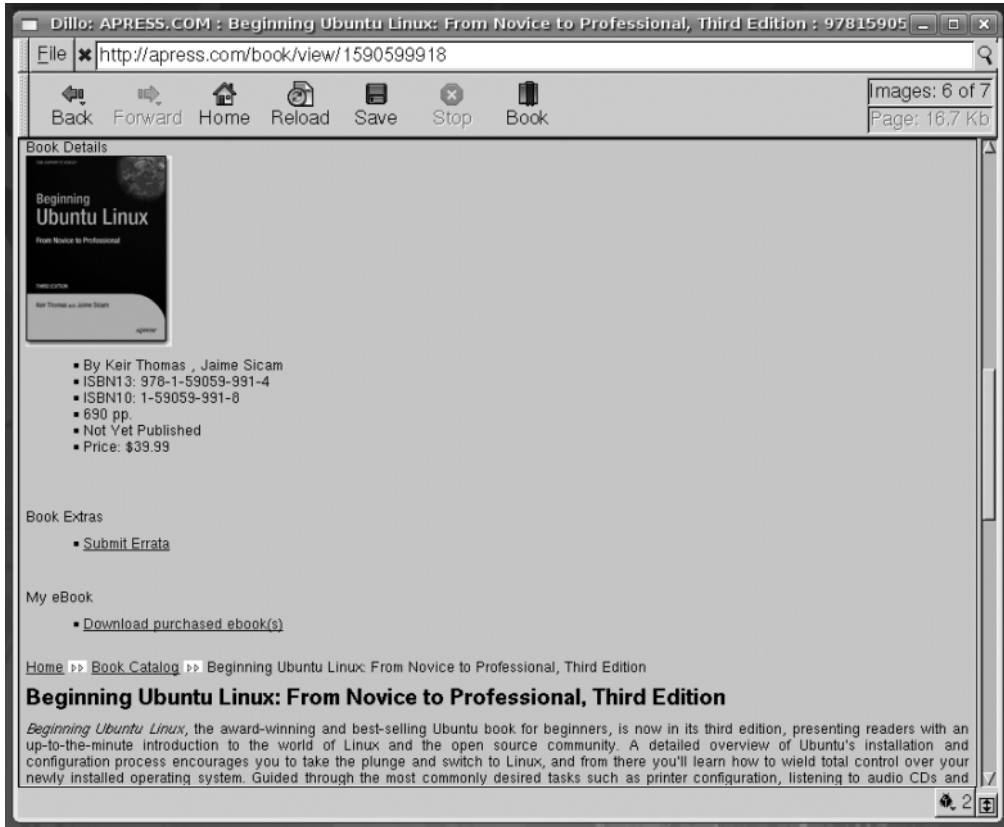 Dillo: APRESS.COM : Beginning Ubuntu Linux: From Novice to Professional, Third Edition : 97815905
File
http://apress.com/book/view/1590599918
Back Forward Home Reload Save Stop Book
Images: 6 of 7
Page: 16.7 Kb
Book Details
THE EXPERT'S VOICE
Beginning
Ubuntu Linux
From Novice to Professional
THIRD EDITION
Keir Thomas and Jaime Sicam
apress
▪ By Keir Thomas , Jaime Sicam
▪ ISBN13: 978-1-59059-991-4
▪ ISBN10: 1-59059-991-8
▪ 690 pp.
▪ Not Yet Published
▪ Price: $39.99
Book Extras
▪ Submit Errata
My eBook
▪ Download purchased ebook(s)
Home ▹▹ Book Catalog ▹▹ Beginning Ubuntu Linux: From Novice to Professional, Third Edition
Beginning Ubuntu Linux: From Novice to Professional, Third Edition
Beginning Ubuntu Linux, the award-winning and best-selling Ubuntu book for beginners, is now in its third edition, presenting readers with an
up-to-the-minute introduction to the world of Linux and the open source community. A detailed overview of Ubuntu's installation and
configuration process encourages you to take the plunge and switch to Linux, and from there you'll learn how to wield total control over your
newly installed operating system. Guided through the most commonly desired tasks such as printer configuration, listening to audio CDs and
2